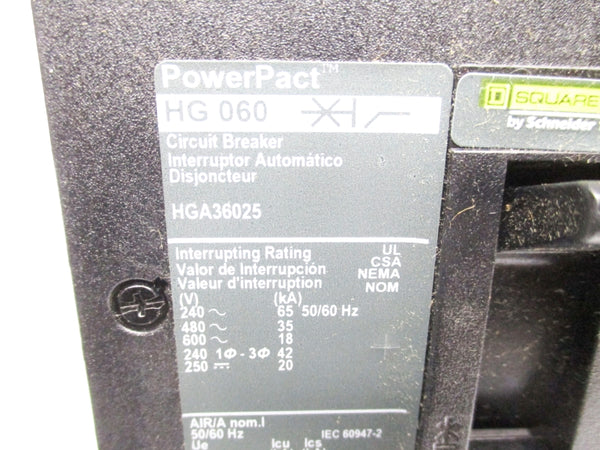 PowerPact™
HG 060
SQUARE
by Schneider
Circuit Breaker
Interruptor Automático
Disjoncteur
HGA36025
Interrupting Rating UL
Valor de Interrupción CSA
Valeur d'interruption NEMA
NOM
(V) (kA)
240 ~ 65 50/60 Hz
480 ~ 35
600 ~ 18
240 1Φ - 3Φ 42
250 ⎓ 20
AIR/A nom.I
50/60 Hz IEC 60947-2
Ue Icu Ics